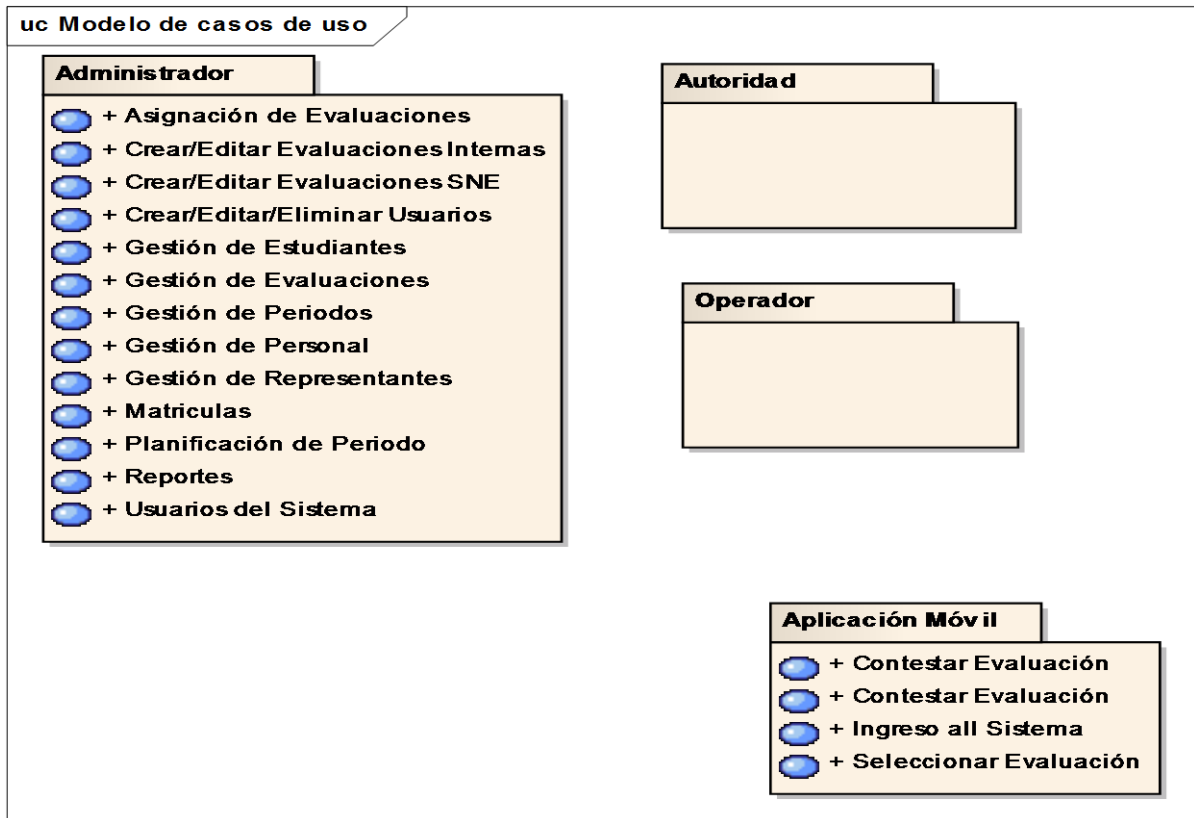 uc Modelo de casos de uso
Administrador
+ Asignación de Evaluaciones
+ Crear/Editar Evaluaciones Internas
+ Crear/Editar Evaluaciones SNE
+ Crear/Editar/Eliminar Usuarios
+ Gestión de Estudiantes
+ Gestión de Evaluaciones
+ Gestión de Periodos
+ Gestión de Personal
+ Gestión de Representantes
+ Matriculas
+ Planificación de Periodo
+ Reportes
+ Usuarios del Sistema
Autoridad
Operador
Aplicación Móvil
+ Contestar Evaluación
+ Contestar Evaluación
+ Ingreso all Sistema
+ Seleccionar Evaluación